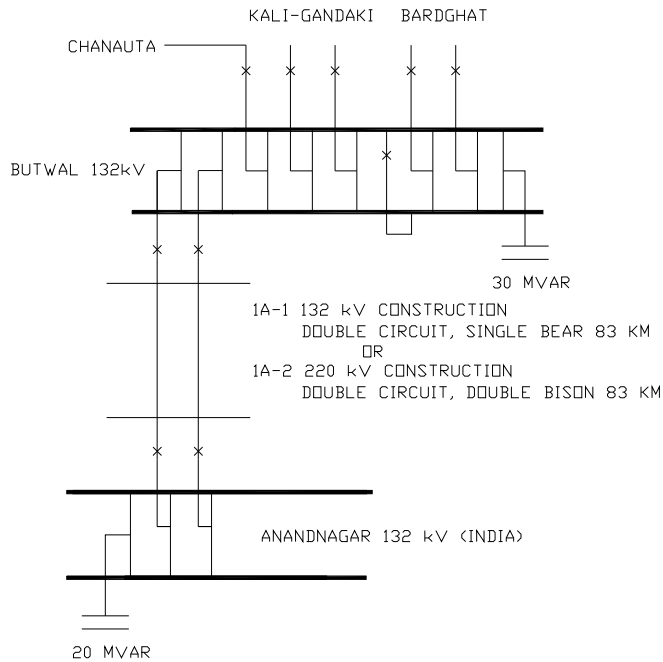 KALI-GANDAKI BARDGHAT
CHANAUTA
BUTWAL 132kV
30 MVAR
1A-1 132 kV CONSTRUCTION
DOUBLE CIRCUIT, SINGLE BEAR 83 KM
OR
1A-2 220 kV CONSTRUCTION
DOUBLE CIRCUIT, DOUBLE BISON 83 KM
ANANDNAGAR 132 kV (INDIA)
20 MVAR